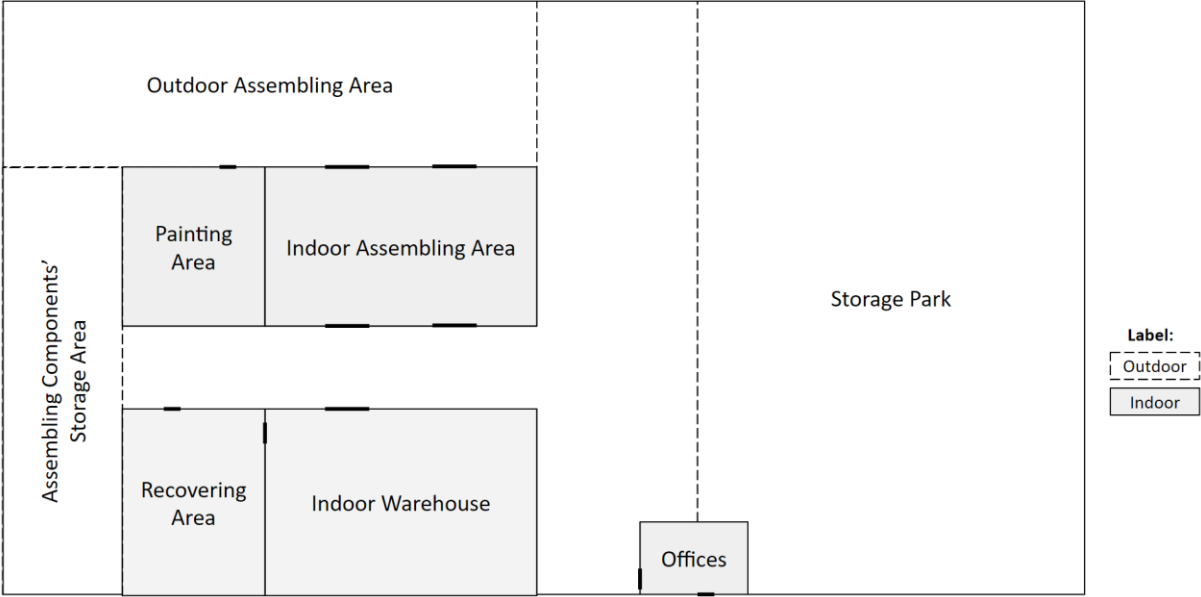 Outdoor Assembling Area
Painting
Area
Indoor Assembling Area
Assembling Components’
Storage Area
Storage Park
Label:
Outdoor
Indoor
Recovering
Area
Indoor Warehouse
Offices